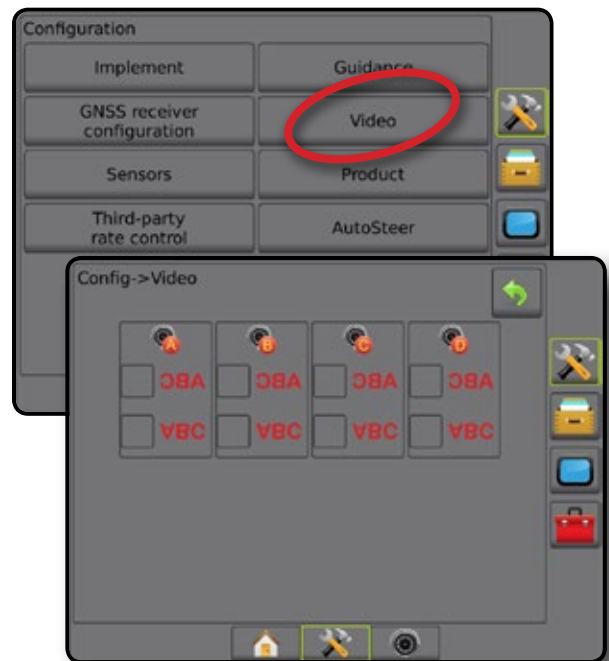 Configuration
Implement Guidance
GNSS receiver configuration Video
Sensors Product
Third-party rate control AutoSteer
Config->Video
A B C D
ABC ABC ABC ABC
ABC ABC ABC ABC